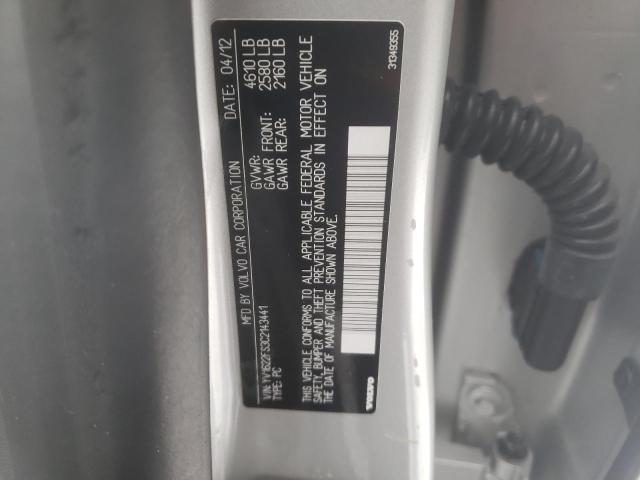 MFD BY VOLVO CAR CORPORATION DATE: 04/12
GVWR: 4610 LB
GAWR FRONT: 2580 LB
GAWR REAR: 2160 LB
VIN: YV1622FS3C2143441
TYPE: PC
THIS VEHICLE CONFORMS TO ALL APPLICABLE FEDERAL MOTOR VEHICLE
SAFETY, BUMPER AND THEFT PREVENTION STANDARDS IN EFFECT ON
THE DATE OF MANUFACTURE SHOWN ABOVE.
VOLVO
31349355